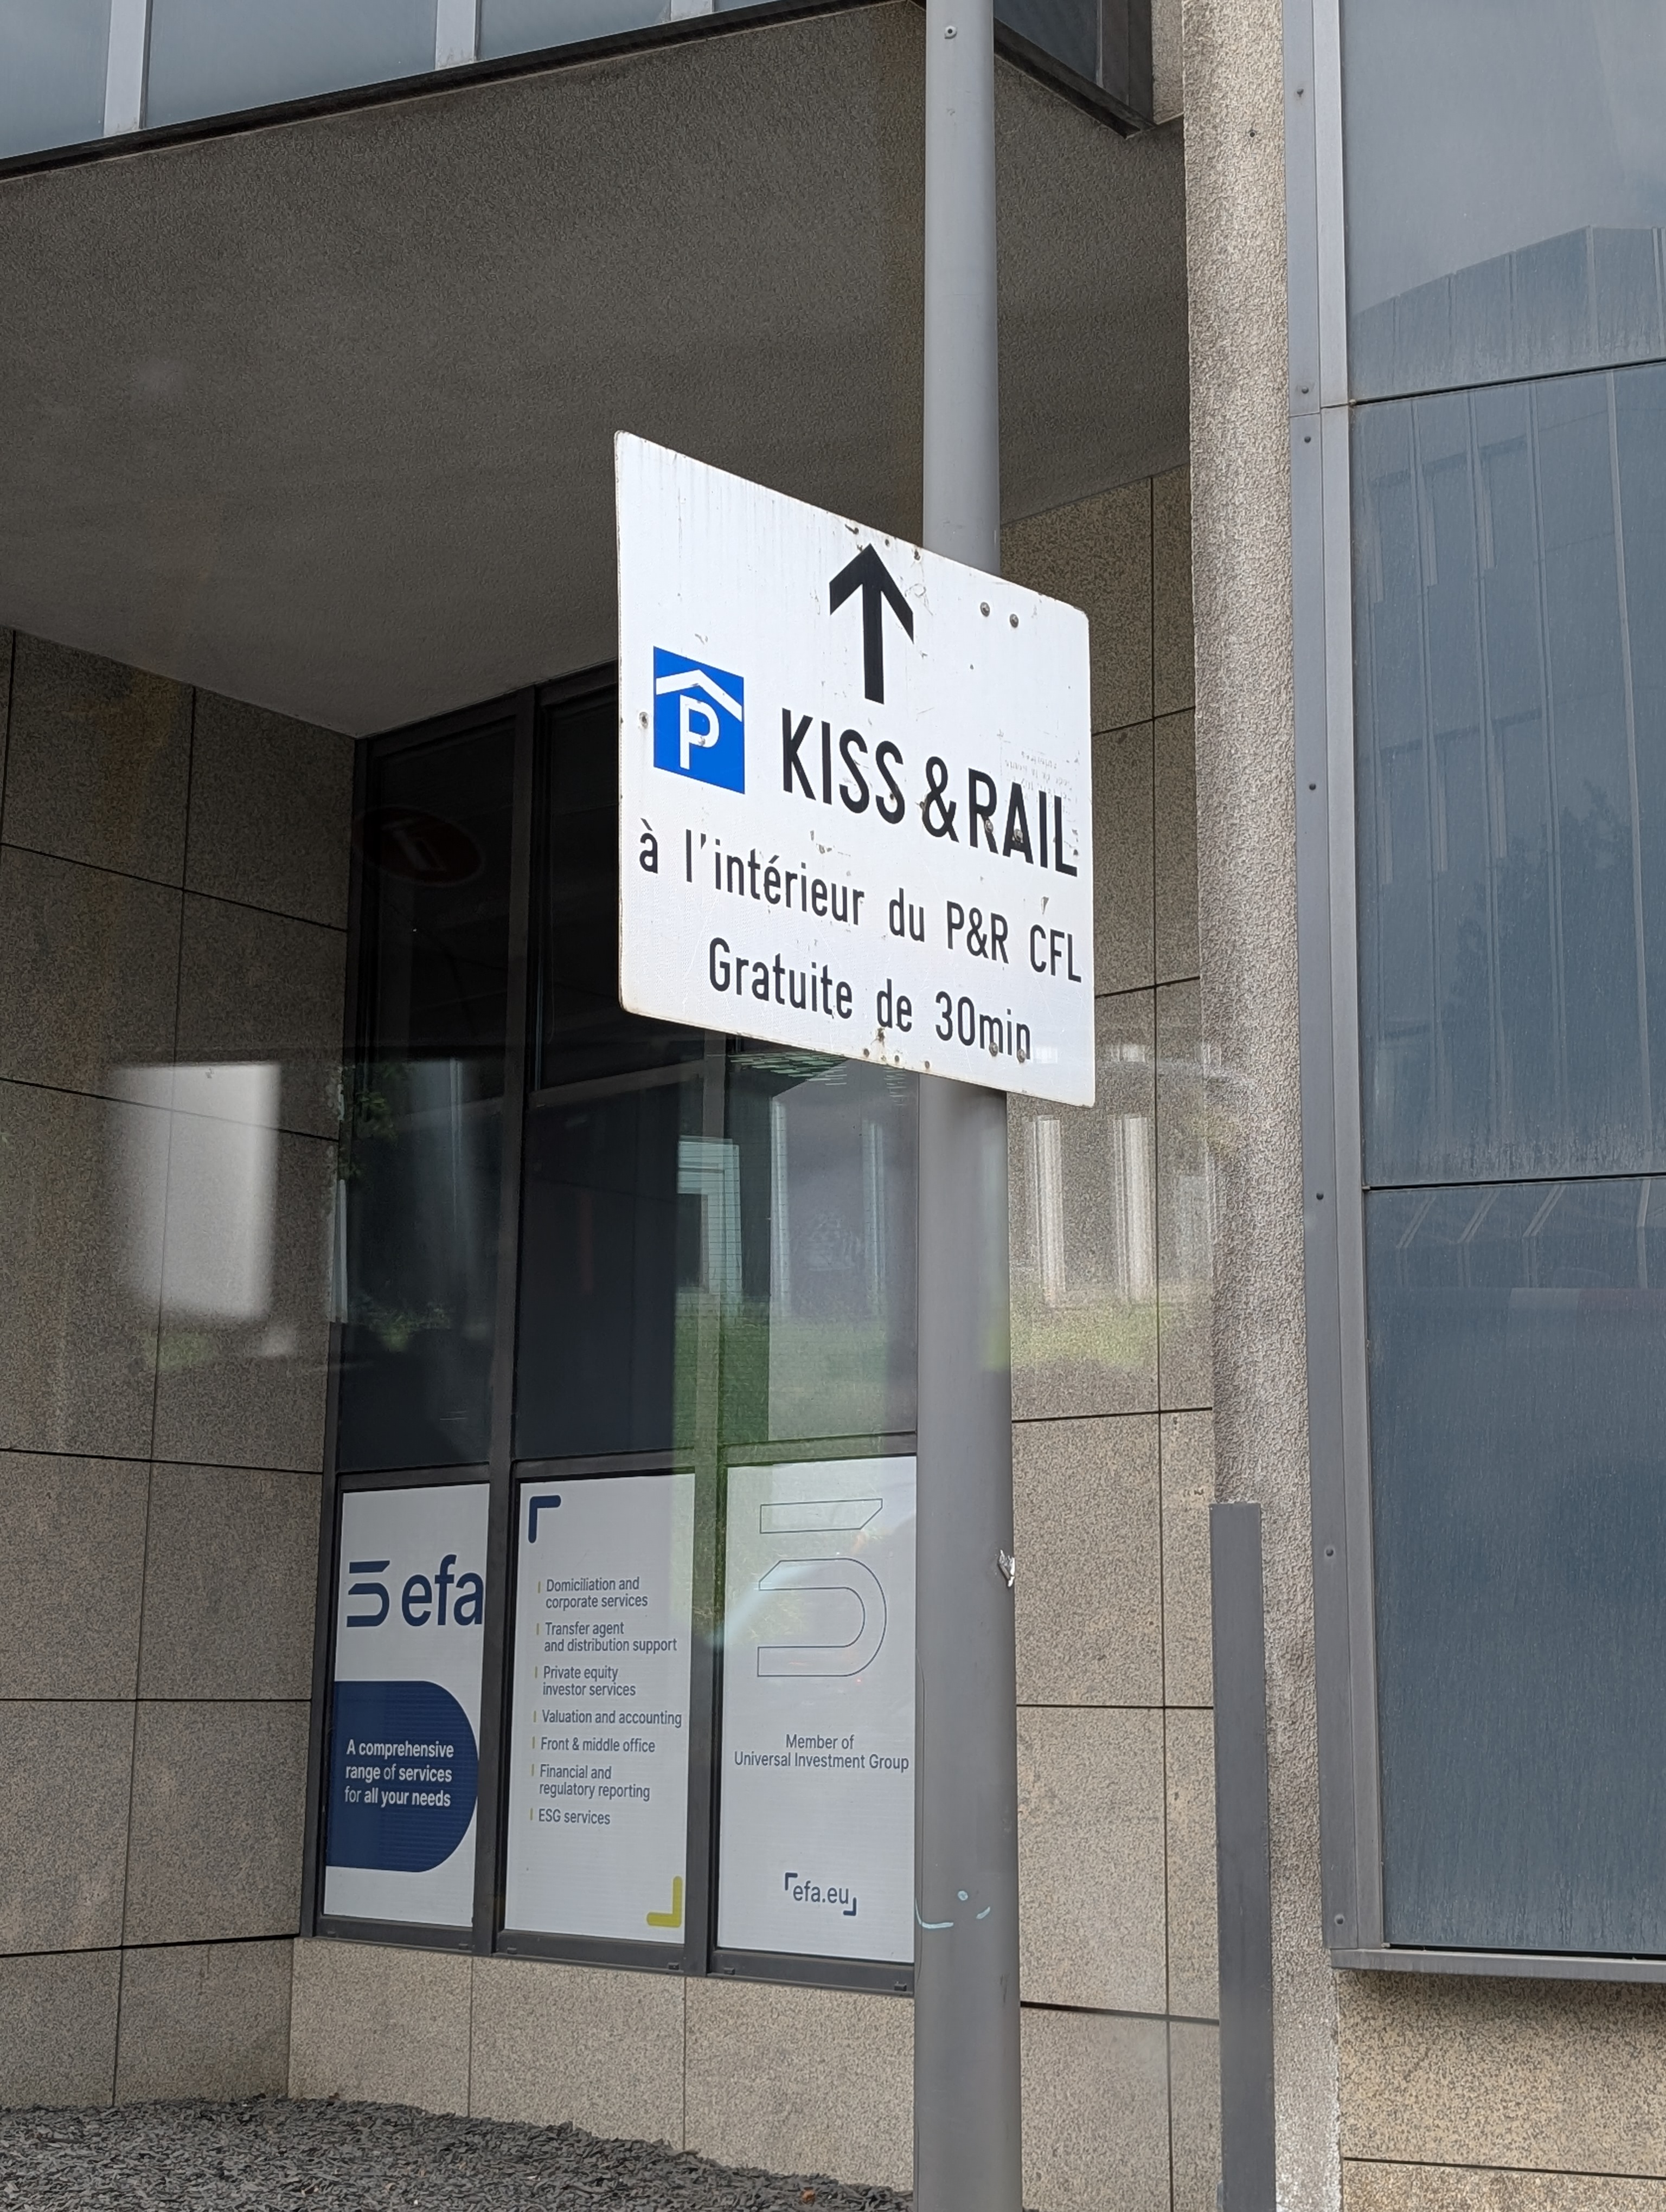 P
KISS & RAIL
à l'intérieur du P&R CFL
Gratuite de 30min
efa
A comprehensive
range of services
for all your needs
Domiciliation and
corporate services
Transfer agent
and distribution support
Private equity
investor services
Valuation and accounting
Front & middle office
Financial and
regulatory reporting
ESG services
Member of
Universal Investment Group
efa.eu